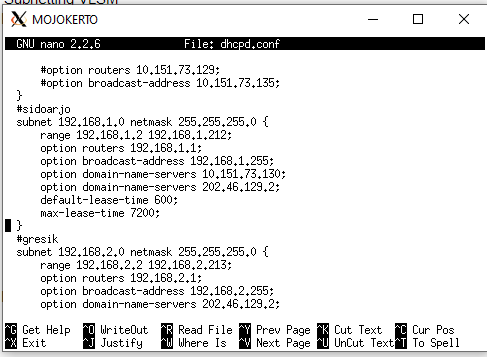 Subnetting VLSM
MOJOKERTO
GNU nano 2.2.6 File: dhcpd.conf
#option routers 10.151.73.129;
#option broadcast-address 10.151.73.135;
}
#sidoarjo
subnet 192.168.1.0 netmask 255.255.255.0 {
range 192.168.1.2 192.168.1.212;
option routers 192.168.1.1;
option broadcast-address 192.168.1.255;
option domain-name-servers 10.151.73.130;
option domain-name-servers 202.46.129.2;
default-lease-time 600;
max-lease-time 7200;
}
#gresik
subnet 192.168.2.0 netmask 255.255.255.0 {
range 192.168.2.2 192.168.2.213;
option routers 192.168.2.1;
option broadcast-address 192.168.2.255;
option domain-name-servers 202.46.129.2;
^G Get Help ^O WriteOut ^R Read File ^Y Prev Page ^K Cut Text ^C Cur Pos
^X Exit ^J Justify ^W Where Is ^V Next Page ^U UnCut Text ^T To Spell